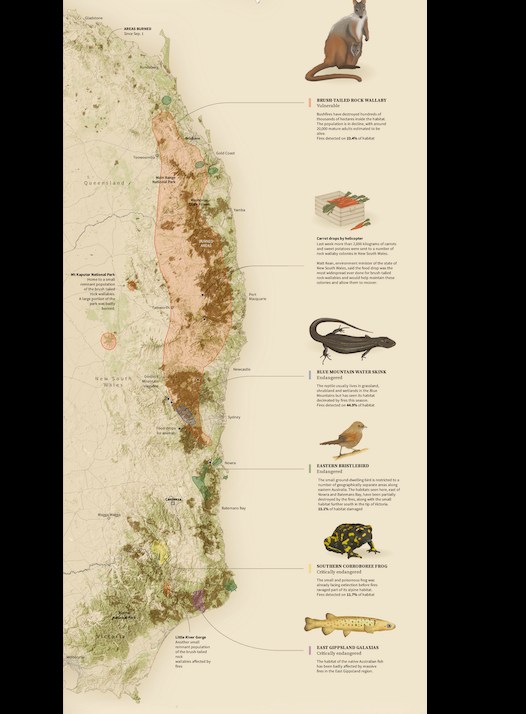 Gladstone
AREAS BURNED
Since Sep. 1
Brisbane
Gold Coast
Toowoomba
Main Range
National Park
Queensland
Yamba
BURNED
AREAS
Mt Kaputar National Park
Home to a small
remnant population
of the brush tailed
rock wallabies.
A large portion of the
park was badly
burned.
Port
Macquarie
Tamworth
Newcastle
New South
Wales
Sydney
Food drops
for animals
Nowra
Canberra
Wagga Wagga
Batemans Bay
Victoria
Little River Gorge
Another small
remnant population
of the brush tailed
rock
wallabies affected by
fires
BRUSH TAILED ROCK WALLABY
Vulnerable
Bushfires have destroyed hundreds of
thousands of hectares inside the habitat.
The population is in decline, with around
20,000 mature adults estimated to be
alive.
Fires detected on 23.4% of habitat
Carrot drops by helicopter
Last week more than 2,000 kilograms of carrots
and sweet potatoes were sent to a number of
rock wallaby colonies in New South Wales.
Matt Kean, environment minister of the state of
New South Wales, said the food drop was the
most widespread ever done for brush tailed
rock wallabies and would help maintain these
colonies and allow them to recover.
BLUE MOUNTAIN WATER SKINK
Endangered
The reptile usually lives in grassland,
shrubland and wetlands in the Blue
Mountains but has seen its habitat
decimated by fires this season.
Fires detected on 44.0% of habitat
EASTERN BRISTLEBIRD
Endangered
The small, ground-dwelling bird is restricted to a
number of geographically separate areas along
eastern Australia. The habitats seen here, east of
Nowra and Batemans Bay, have been partially
destroyed by the fires, along with the small
habitat further south in the tip of Victoria.
SOUTHERN CORROBOREE FROG
Critically endangered
The small and poisonous frog was
already facing extinction before fires
ravaged part of its alpine habitat.
Fires detected on 11.7% of habitat
EAST GIPPSLAND GALAXIAS
Critically endangered
The habitat of the native Australian fish
has been badly affected by massive
fires in the East Gippsland region.